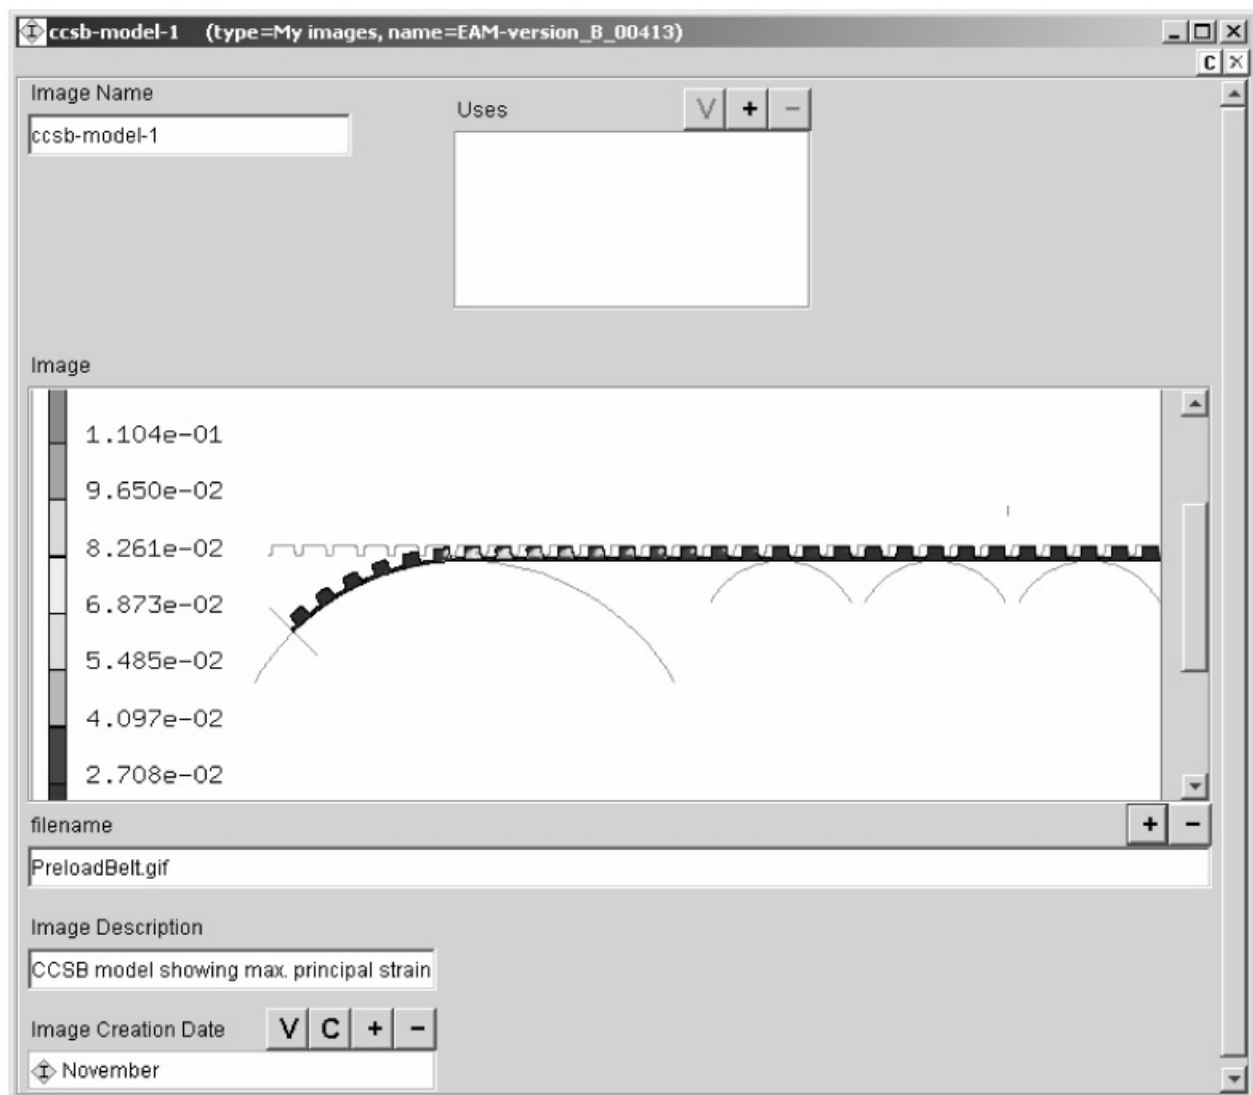 ccsb-model-1 (type=My images, name=EAM-version_B_00413)
C
Image Name
ccsb-model-1
Uses V + −
Image
1.104e-01
9.650e-02
8.261e-02
6.873e-02
5.485e-02
4.097e-02
2.708e-02
filename + −
PreloadBelt.gif
Image Description
CCSB model showing max. principal strain
Image Creation Date V C + −
November